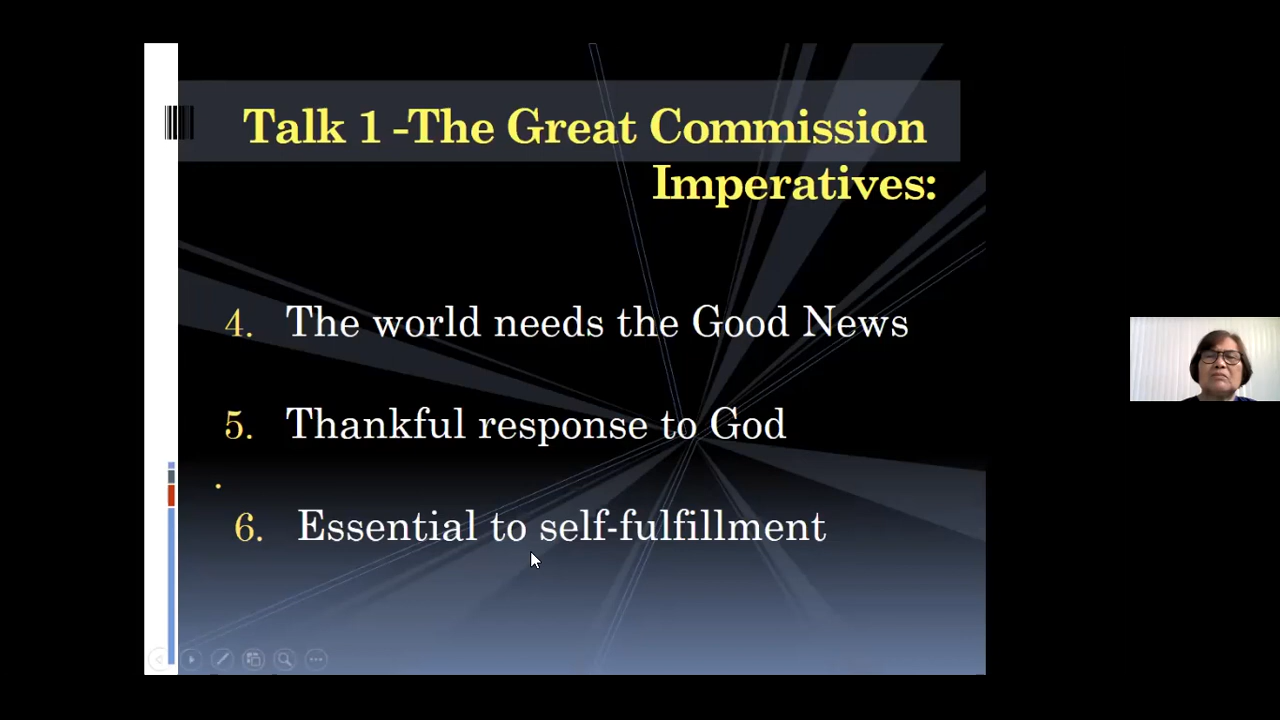 Talk 1 -The Great Commission
Imperatives:
4. The world needs the Good News
5. Thankful response to God
.
6. Essential to self-fulfillment